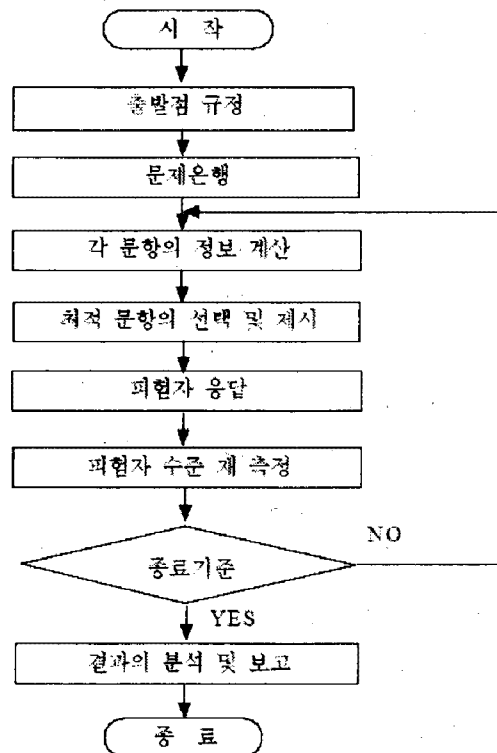 시 작
출발점 규정
문제은행
각 문항의 정보 계산
최적 문항의 선택 및 제시
피험자 응답
피험자 수준 재 측정
종료기준
NO
YES
결과의 분석 및 보고
종 료